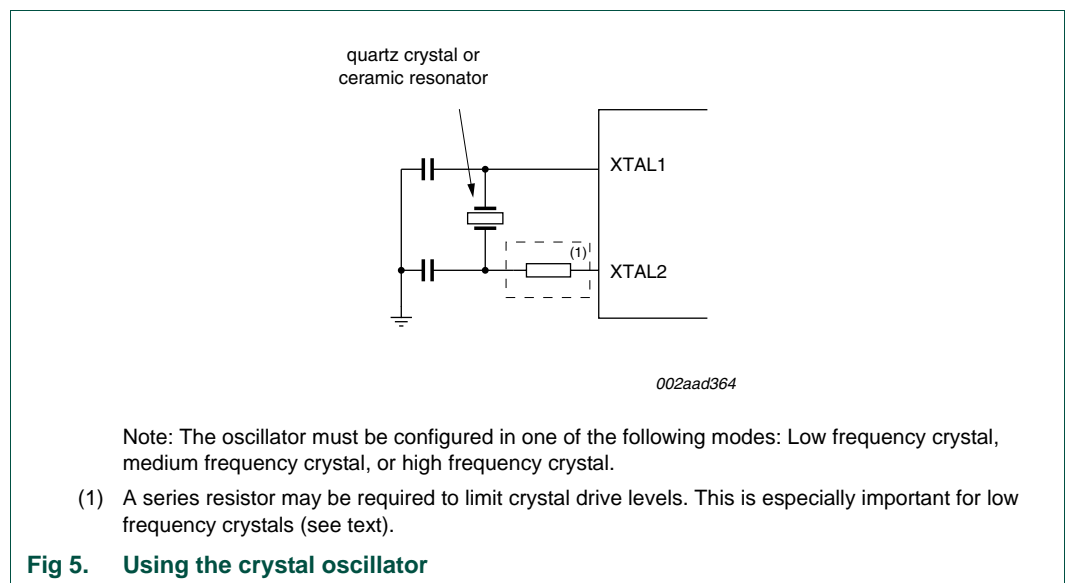 quartz crystal or
ceramic resonator
XTAL1
(1)
XTAL2
002aad364
Note: The oscillator must be configured in one of the following modes: Low frequency crystal,
medium frequency crystal, or high frequency crystal.
(1) A series resistor may be required to limit crystal drive levels. This is especially important for low
frequency crystals (see text).
Fig 5. Using the crystal oscillator